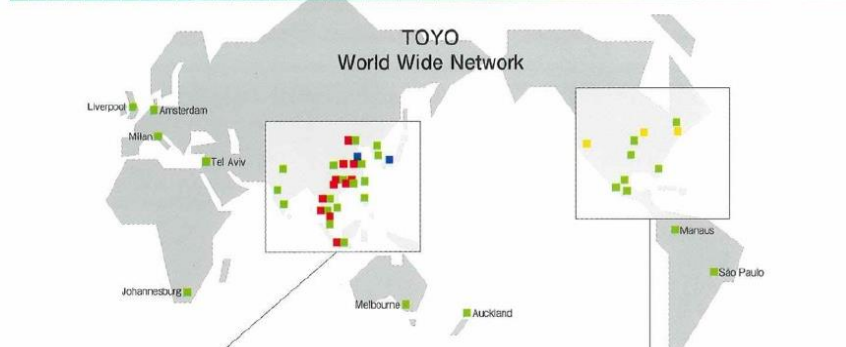 TOYO
World Wide Network
Liverpool
Amsterdam
Milan
Tel Aviv
Johannesburg
Melbourne
Auckland
Manaus
São Paulo